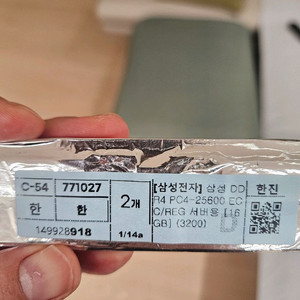 C-54 771027 2개 [삼성전자] 삼성 DD 한진
한 한 R4 PC4-25600 EC
C/REG 서버용 [16
149928918 1/14a GB] (3200)